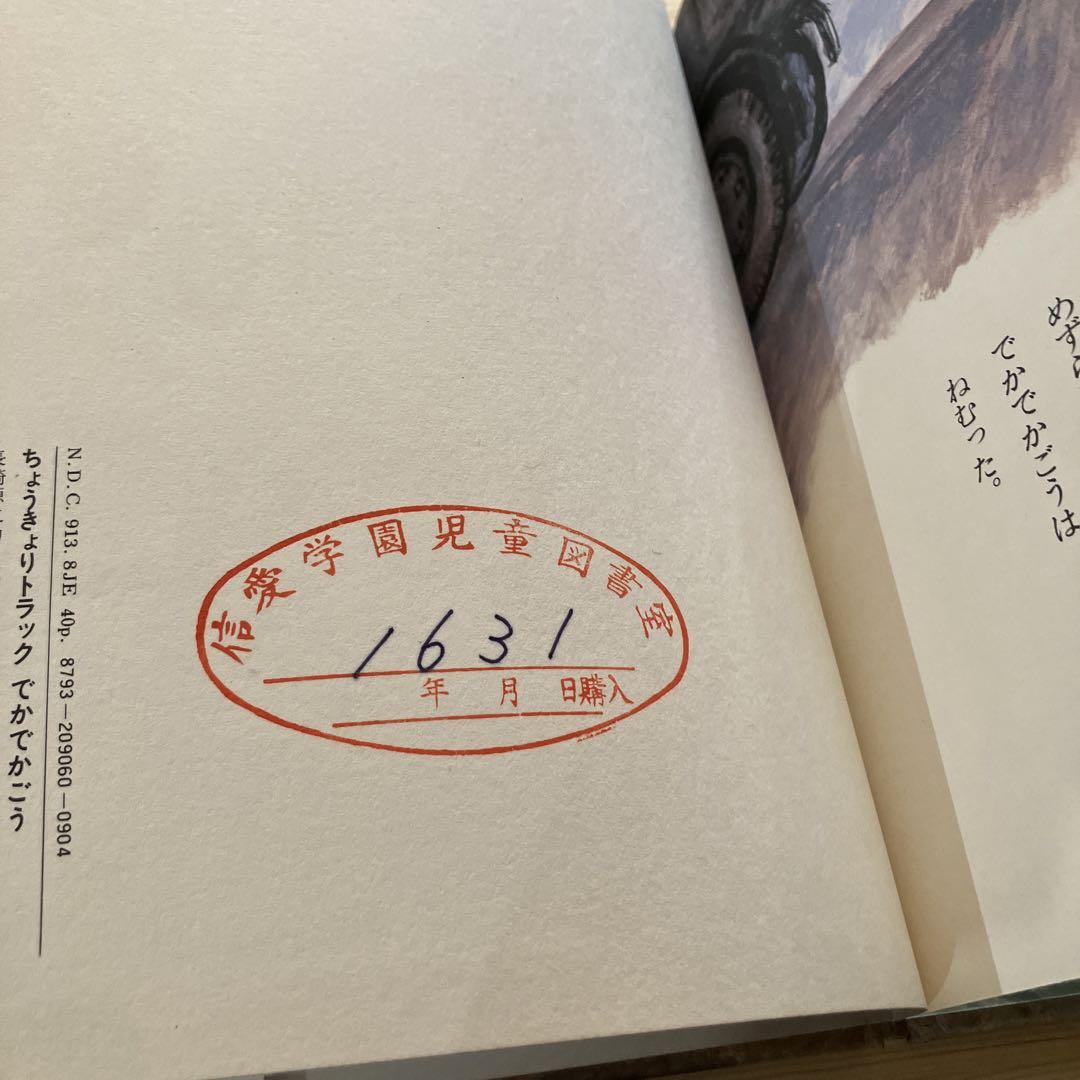 めずら
でかでかごうは
ねむった。
信愛学園児童図書室
1631
年 月 日購入
N.D.C. 913. 8JE 40p. 8793-209060-0904
ちょうきょりトラック でかでかごう